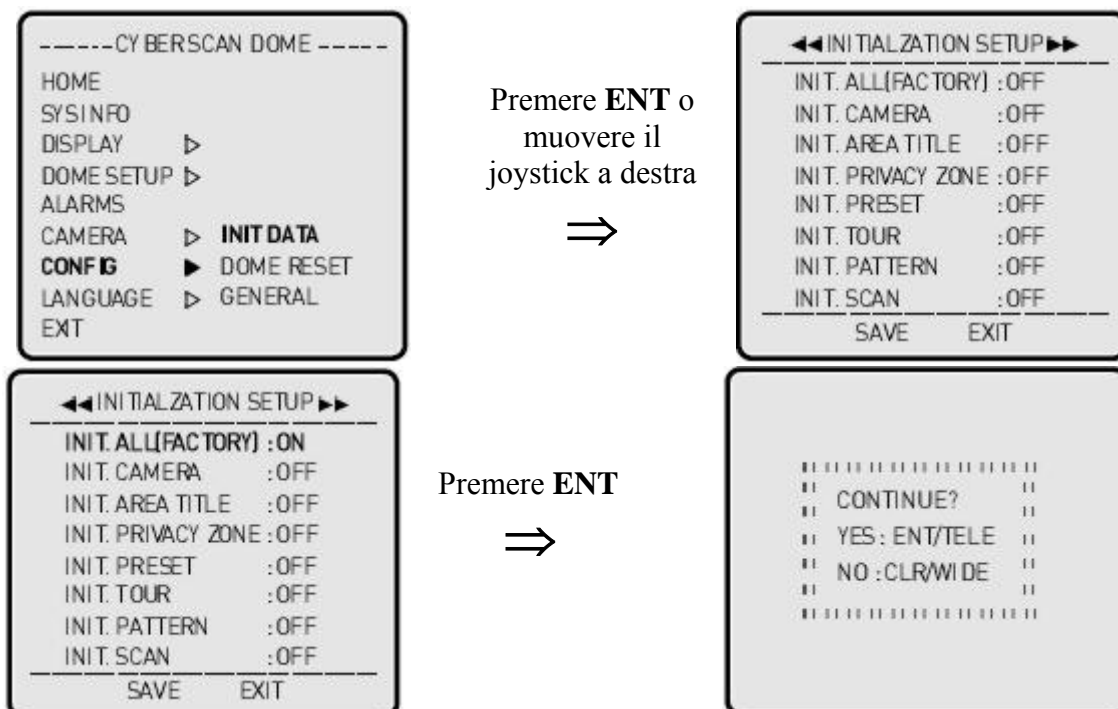 ------CYBERSCAN DOME -----
HOME
SYSINFO
DISPLAY ▷
DOME SETUP ▷
ALARMS
CAMERA ▷ INIT DATA
CONFIG ▶ DOME RESET
LANGUAGE ▷ GENERAL
EXIT
Premere ENT o
muovere il
joystick a destra
⇒
◀◀INITIALZATION SETUP▶▶
INIT. ALL(FACTORY) :OFF
INIT. CAMERA :OFF
INIT. AREA TITLE :OFF
INIT. PRIVACY ZONE :OFF
INIT. PRESET :OFF
INIT. TOUR :OFF
INIT. PATTERN :OFF
INIT. SCAN :OFF
SAVE EXIT
◀◀INITIALZATION SETUP▶▶
INIT. ALL(FACTORY) :ON
INIT. CAMERA :OFF
INIT. AREA TITLE :OFF
INIT. PRIVACY ZONE :OFF
INIT. PRESET :OFF
INIT. TOUR :OFF
INIT. PATTERN :OFF
INIT. SCAN :OFF
SAVE EXIT
Premere ENT
⇒
CONTINUE?
YES : ENT/TELE
NO :CLR/WIDE